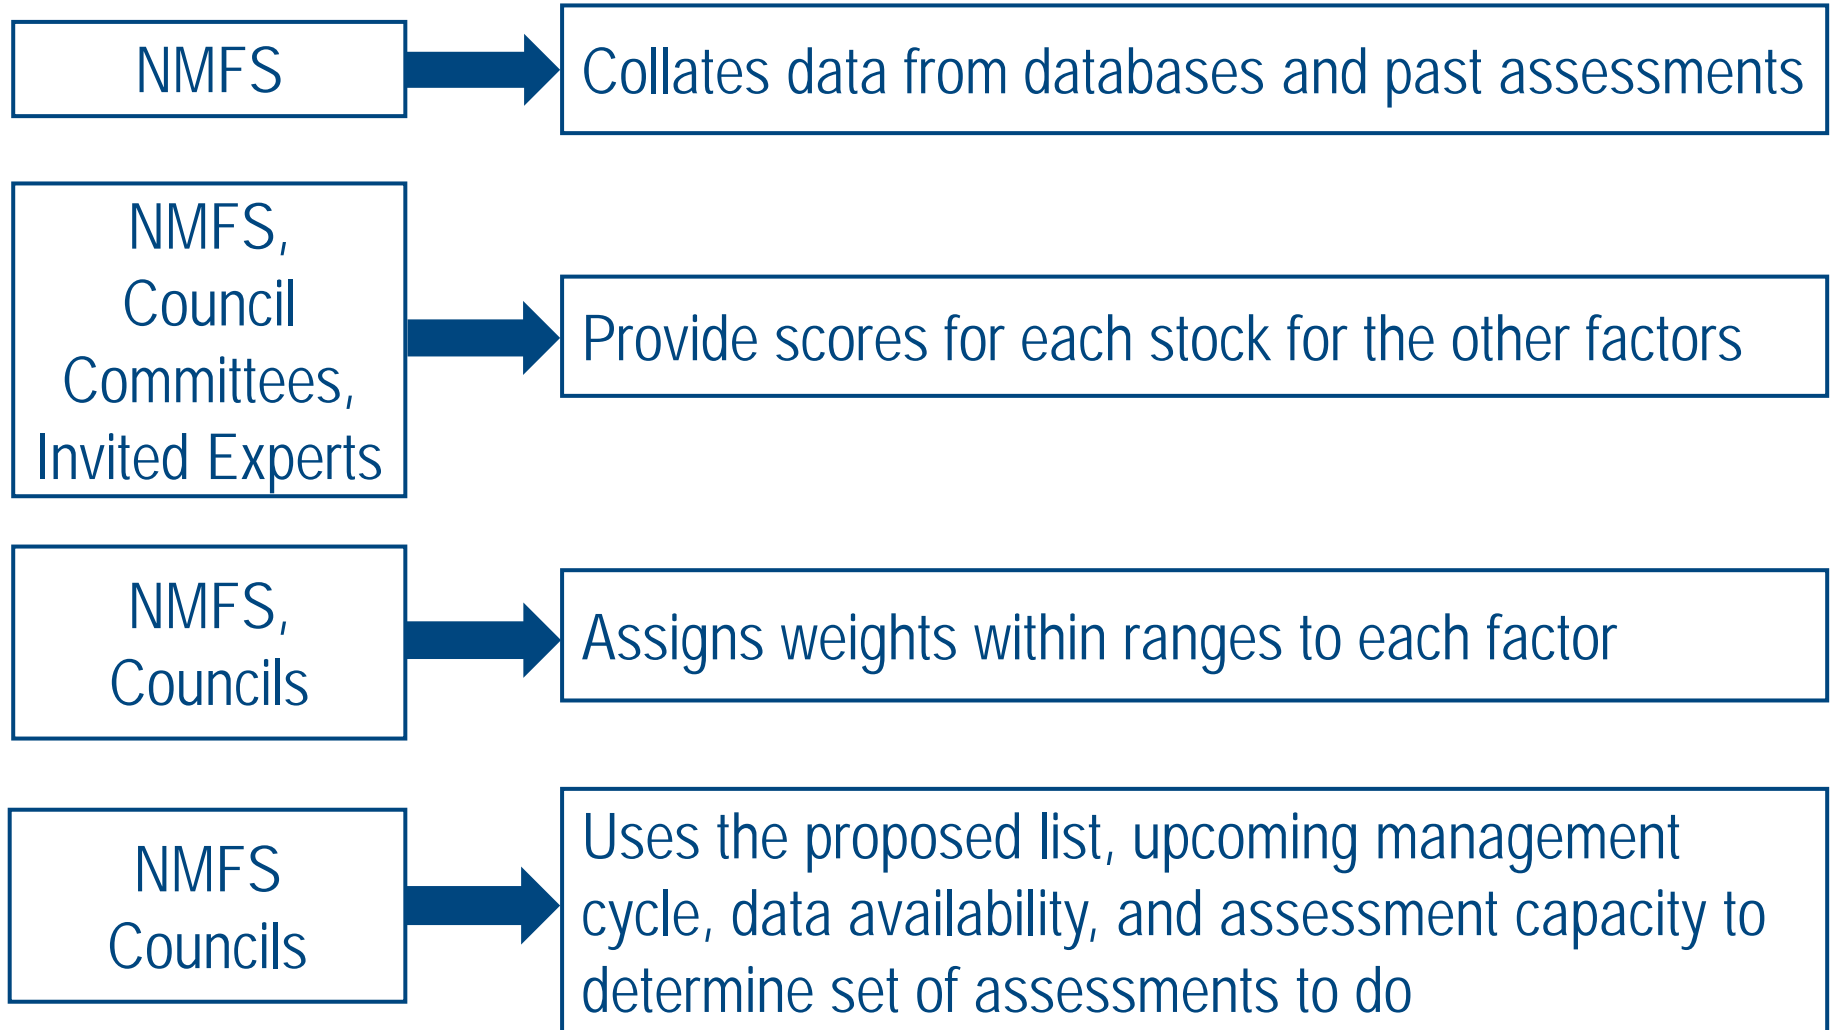 NMFS
Collates data from databases and past assessments
NMFS,
Council
Committees,
Invited Experts
Provide scores for each stock for the other factors
NMFS,
Councils
Assigns weights within ranges to each factor
NMFS
Councils
Uses the proposed list, upcoming management
cycle, data availability, and assessment capacity to
determine set of assessments to do